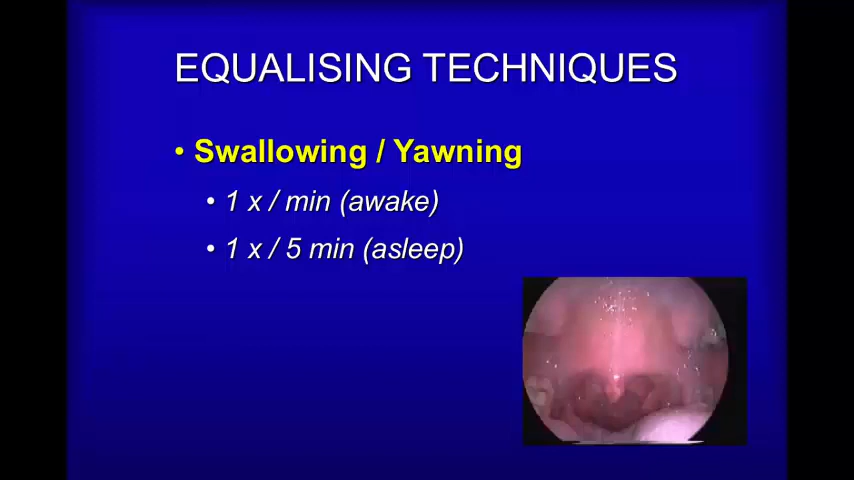 EQUALISING TECHNIQUES
• Swallowing / Yawning
• 1 x / min (awake)
• 1 x / 5 min (asleep)